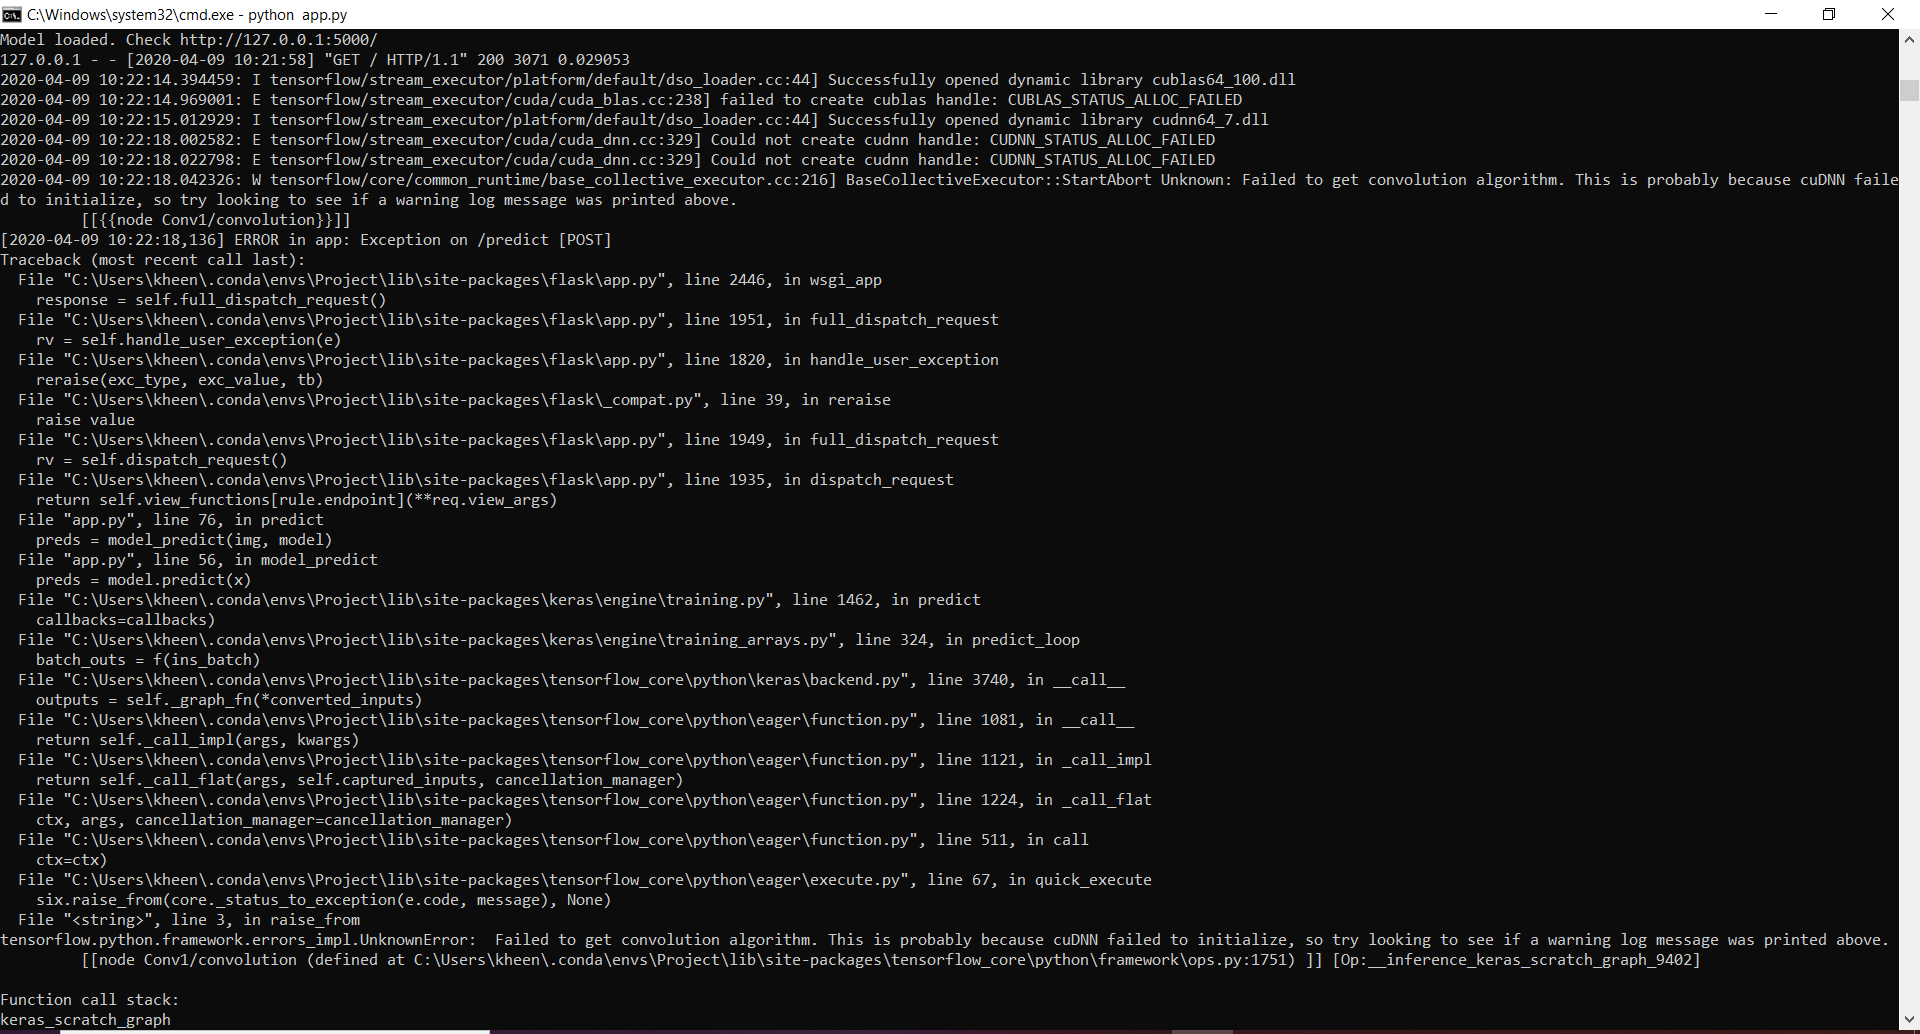 C:\Windows\system32\cmd.exe - python  app.py
Model loaded. Check http://127.0.0.1:5000/
127.0.0.1 - - [2020-04-09 10:21:58] "GET / HTTP/1.1" 200 3071 0.029053
2020-04-09 10:22:14.394459: I tensorflow/stream_executor/platform/default/dso_loader.cc:44] Successfully opened dynamic library cublas64_100.dll
2020-04-09 10:22:14.969001: E tensorflow/stream_executor/cuda/cuda_blas.cc:238] failed to create cublas handle: CUBLAS_STATUS_ALLOC_FAILED
2020-04-09 10:22:15.012929: I tensorflow/stream_executor/platform/default/dso_loader.cc:44] Successfully opened dynamic library cudnn64_7.dll
2020-04-09 10:22:18.002582: E tensorflow/stream_executor/cuda/cuda_dnn.cc:329] Could not create cudnn handle: CUDNN_STATUS_ALLOC_FAILED
2020-04-09 10:22:18.022798: E tensorflow/stream_executor/cuda/cuda_dnn.cc:329] Could not create cudnn handle: CUDNN_STATUS_ALLOC_FAILED
2020-04-09 10:22:18.042326: W tensorflow/core/common_runtime/base_collective_executor.cc:216] BaseCollectiveExecutor::StartAbort Unknown: Failed to get convolution algorithm. This is probably because cuDNN faile
d to initialize, so try looking to see if a warning log message was printed above.
         [[{{node Conv1/convolution}}]]
[2020-04-09 10:22:18,136] ERROR in app: Exception on /predict [POST]
Traceback (most recent call last):
  File "C:\Users\kheen\.conda\envs\Project\lib\site-packages\flask\app.py", line 2446, in wsgi_app
    response = self.full_dispatch_request()
  File "C:\Users\kheen\.conda\envs\Project\lib\site-packages\flask\app.py", line 1951, in full_dispatch_request
    rv = self.handle_user_exception(e)
  File "C:\Users\kheen\.conda\envs\Project\lib\site-packages\flask\app.py", line 1820, in handle_user_exception
    reraise(exc_type, exc_value, tb)
  File "C:\Users\kheen\.conda\envs\Project\lib\site-packages\flask\_compat.py", line 39, in reraise
    raise value
  File "C:\Users\kheen\.conda\envs\Project\lib\site-packages\flask\app.py", line 1949, in full_dispatch_request
    rv = self.dispatch_request()
  File "C:\Users\kheen\.conda\envs\Project\lib\site-packages\flask\app.py", line 1935, in dispatch_request
    return self.view_functions[rule.endpoint](**req.view_args)
  File "app.py", line 76, in predict
    preds = model_predict(img, model)
  File "app.py", line 56, in model_predict
    preds = model.predict(x)
  File "C:\Users\kheen\.conda\envs\Project\lib\site-packages\keras\engine\training.py", line 1462, in predict
    callbacks=callbacks)
  File "C:\Users\kheen\.conda\envs\Project\lib\site-packages\keras\engine\training_arrays.py", line 324, in predict_loop
    batch_outs = f(ins_batch)
  File "C:\Users\kheen\.conda\envs\Project\lib\site-packages\tensorflow_core\python\keras\backend.py", line 3740, in __call__
    outputs = self._graph_fn(*converted_inputs)
  File "C:\Users\kheen\.conda\envs\Project\lib\site-packages\tensorflow_core\python\eager\function.py", line 1081, in __call__
    return self._call_impl(args, kwargs)
  File "C:\Users\kheen\.conda\envs\Project\lib\site-packages\tensorflow_core\python\eager\function.py", line 1121, in _call_impl
    return self._call_flat(args, self.captured_inputs, cancellation_manager)
  File "C:\Users\kheen\.conda\envs\Project\lib\site-packages\tensorflow_core\python\eager\function.py", line 1224, in _call_flat
    ctx, args, cancellation_manager=cancellation_manager)
  File "C:\Users\kheen\.conda\envs\Project\lib\site-packages\tensorflow_core\python\eager\function.py", line 511, in call
    ctx=ctx)
  File "C:\Users\kheen\.conda\envs\Project\lib\site-packages\tensorflow_core\python\eager\execute.py", line 67, in quick_execute
    six.raise_from(core._status_to_exception(e.code, message), None)
  File "<string>", line 3, in raise_from
tensorflow.python.framework.errors_impl.UnknownError:  Failed to get convolution algorithm. This is probably because cuDNN failed to initialize, so try looking to see if a warning log message was printed above.
         [[node Conv1/convolution (defined at C:\Users\kheen\.conda\envs\Project\lib\site-packages\tensorflow_core\python\framework\ops.py:1751) ]] [Op:__inference_keras_scratch_graph_9402]
Function call stack:
keras_scratch_graph